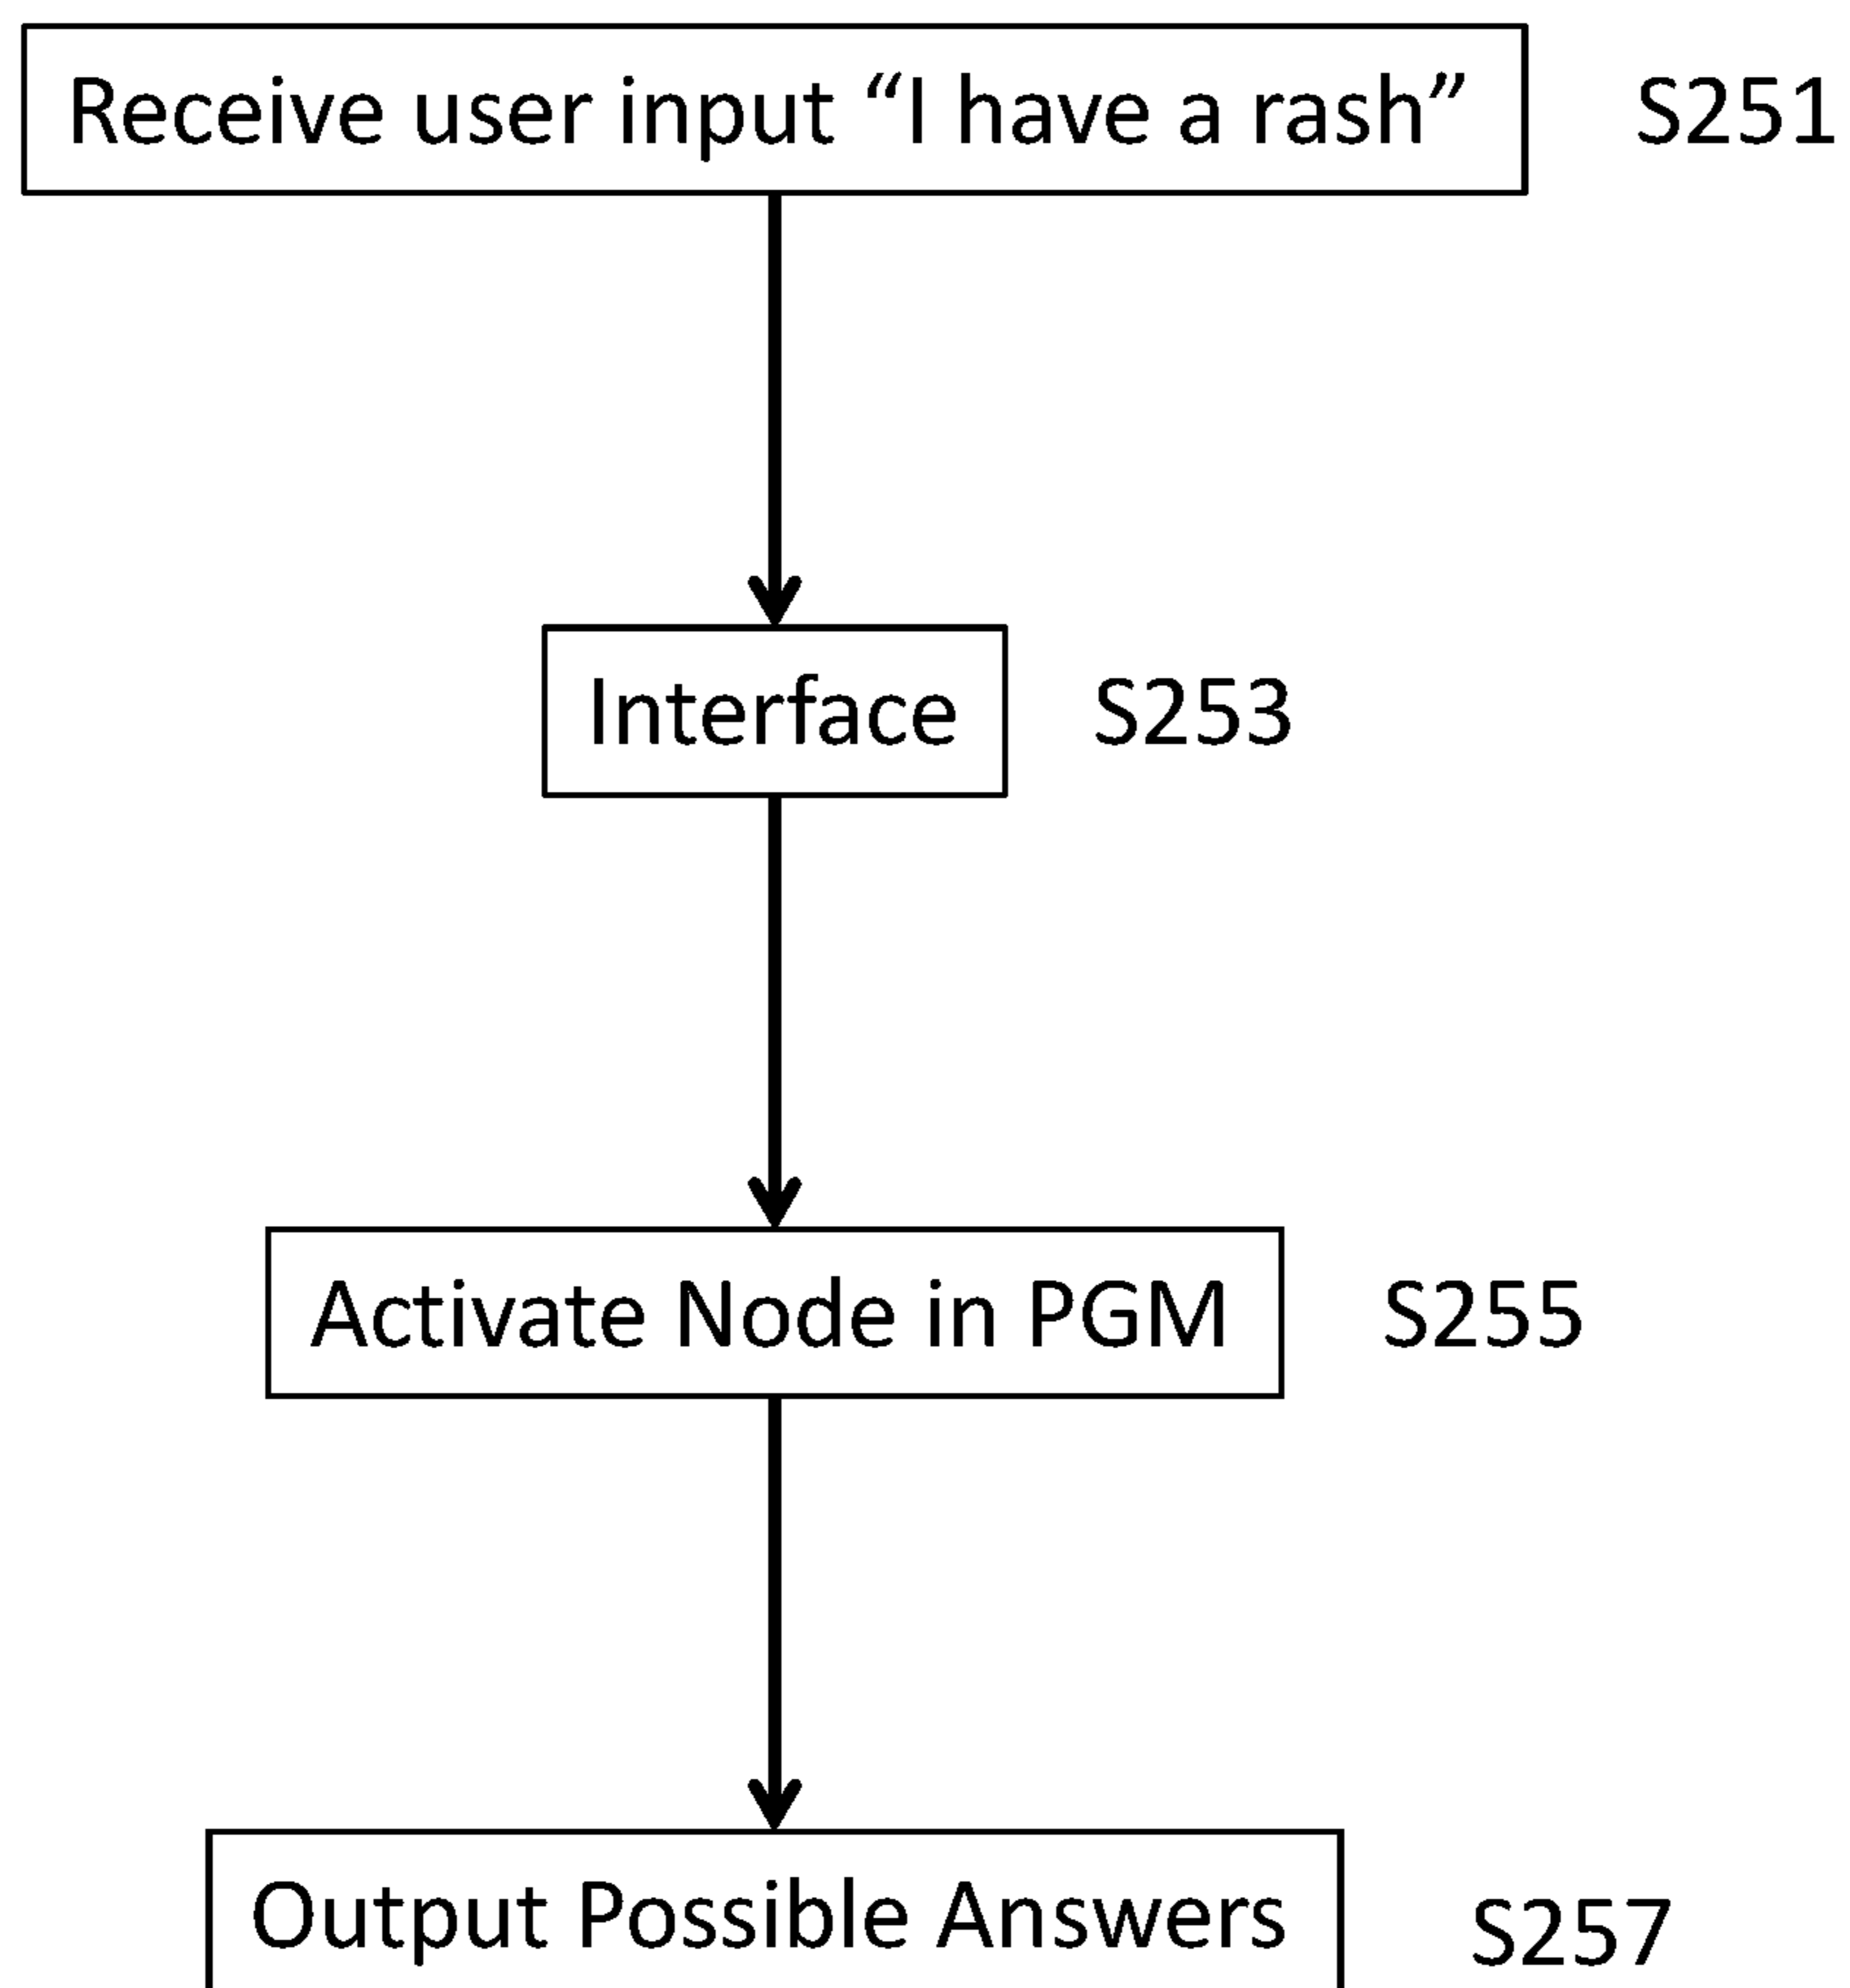 Receive user input “I have a rash” S251
Interface S253
Activate Node in PGM S255
Output Possible Answers S257